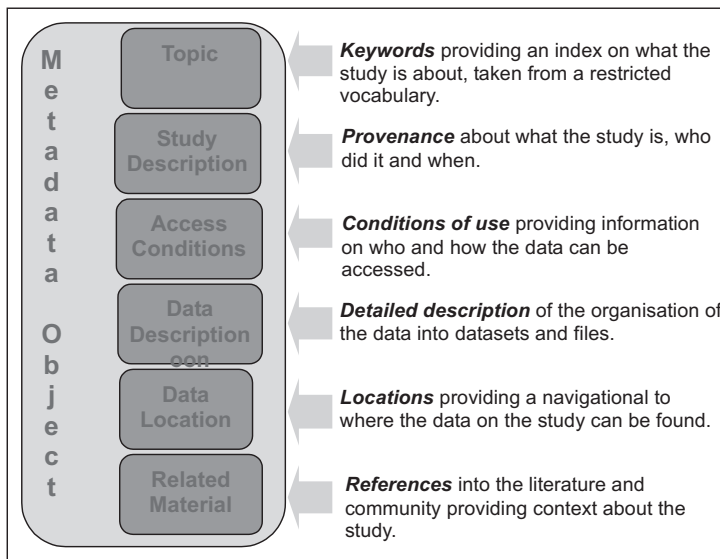 Metadata Object
Topic
Keywords providing an index on what the
study is about, taken from a restricted
vocabulary.
Study
Description
Provenance about what the study is, who
did it and when.
Access
Conditions
Conditions of use providing information
on who and how the data can be
accessed.
Data
Description
oon
Detailed description of the organisation of
the data into datasets and files.
Data
Location
Locations providing a navigational to
where the data on the study can be found.
Related
Material
References into the literature and
community providing context about the
study.